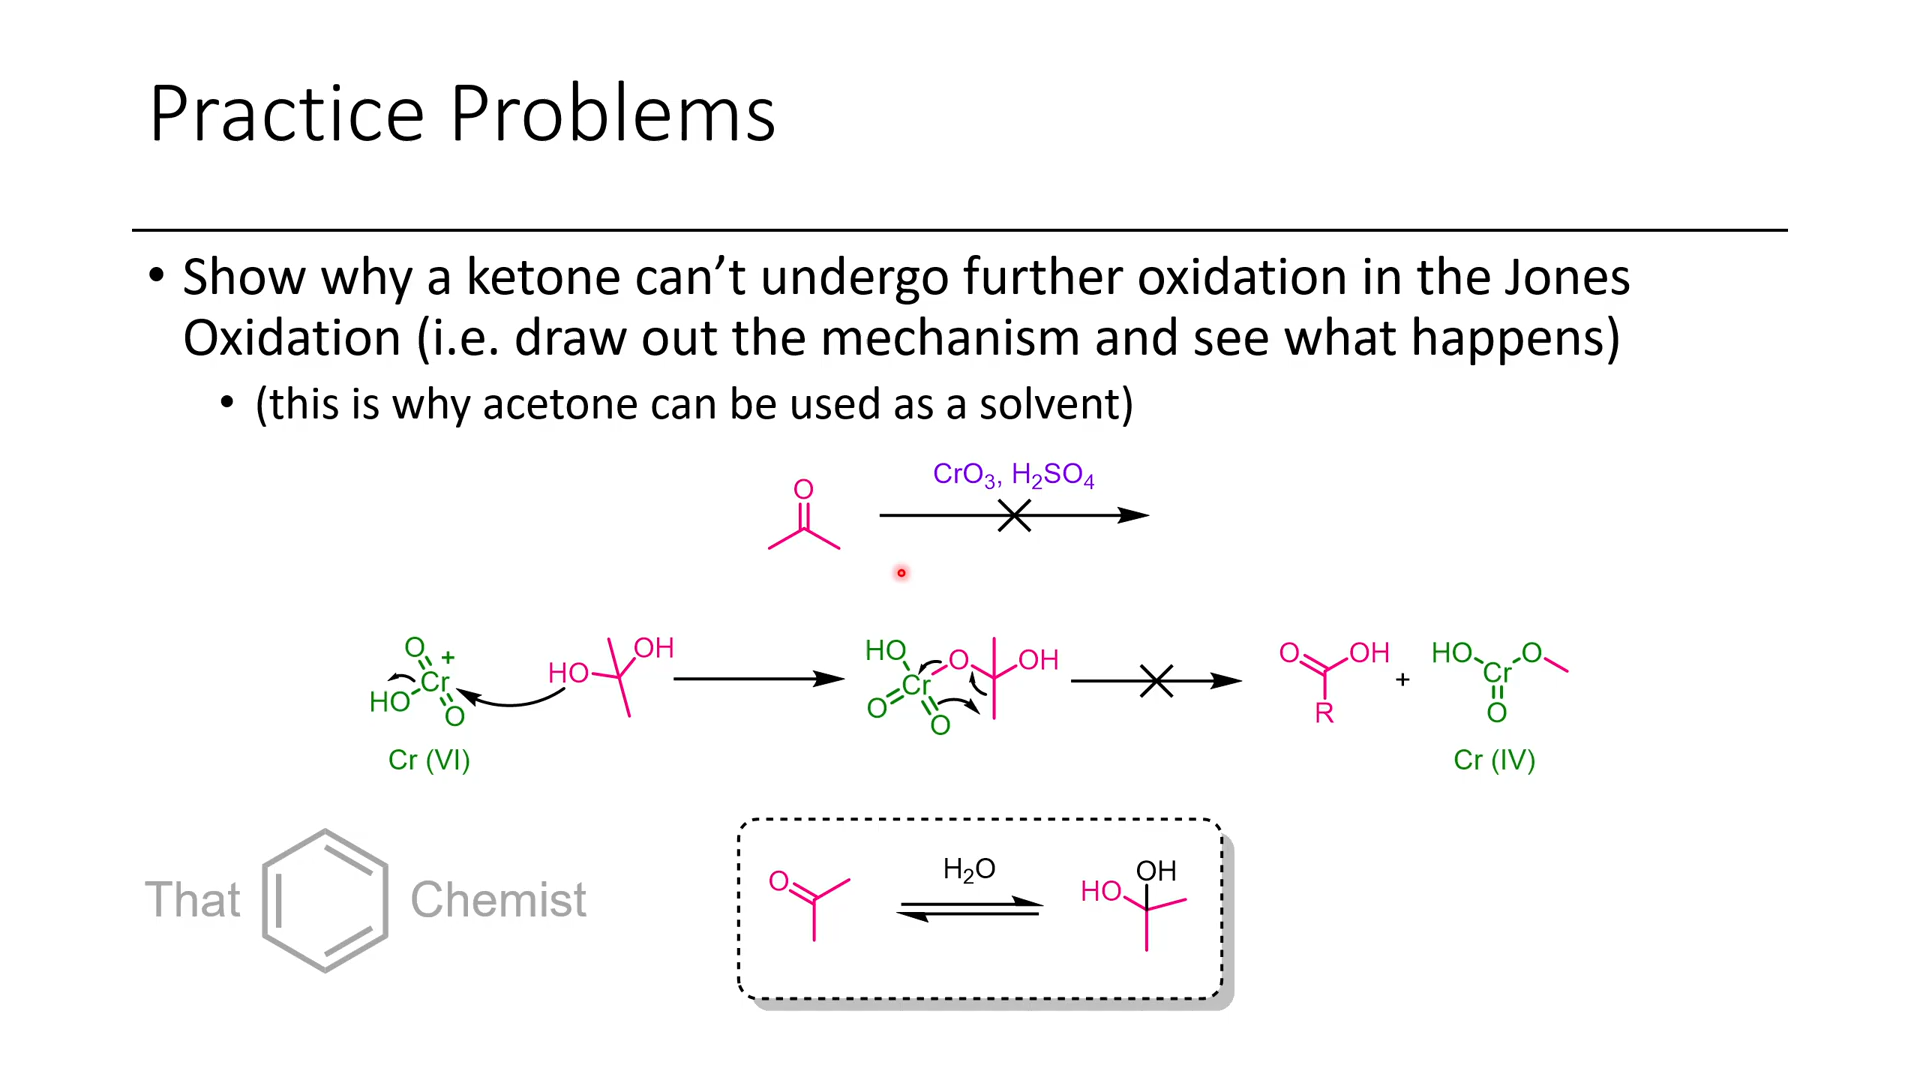 Practice Problems
• Show why a ketone can’t undergo further oxidation in the Jones
Oxidation (i.e. draw out the mechanism and see what happens)
• (this is why acetone can be used as a solvent)
CrO3, H2SO4
O
O
+
Cr
HO
O
Cr (VI)
HO
OH
HO
O
OH
Cr
O
O
O
OH
R
+
HO
O
Cr
O
Cr (IV)
That
Chemist
O
H2O
OH
HO